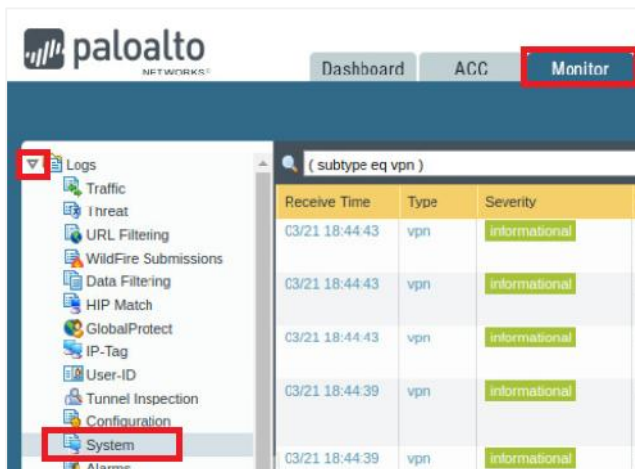 paloalto
NETWORKS®
Dashboard
ACC
Monitor
Logs
Traffic
Threat
URL Filtering
WildFire Submissions
Data Filtering
HIP Match
GlobalProtect
IP-Tag
User-ID
Tunnel Inspection
Configuration
System
Alarms
( subtype eq vpn )
Receive Time Type Severity
03/21 18:44:43 vpn informational
03/21 18:44:43 vpn informational
03/21 18:44:43 vpn informational
03/21 18:44:39 vpn informational
03/21 18:44:39 vpn informational